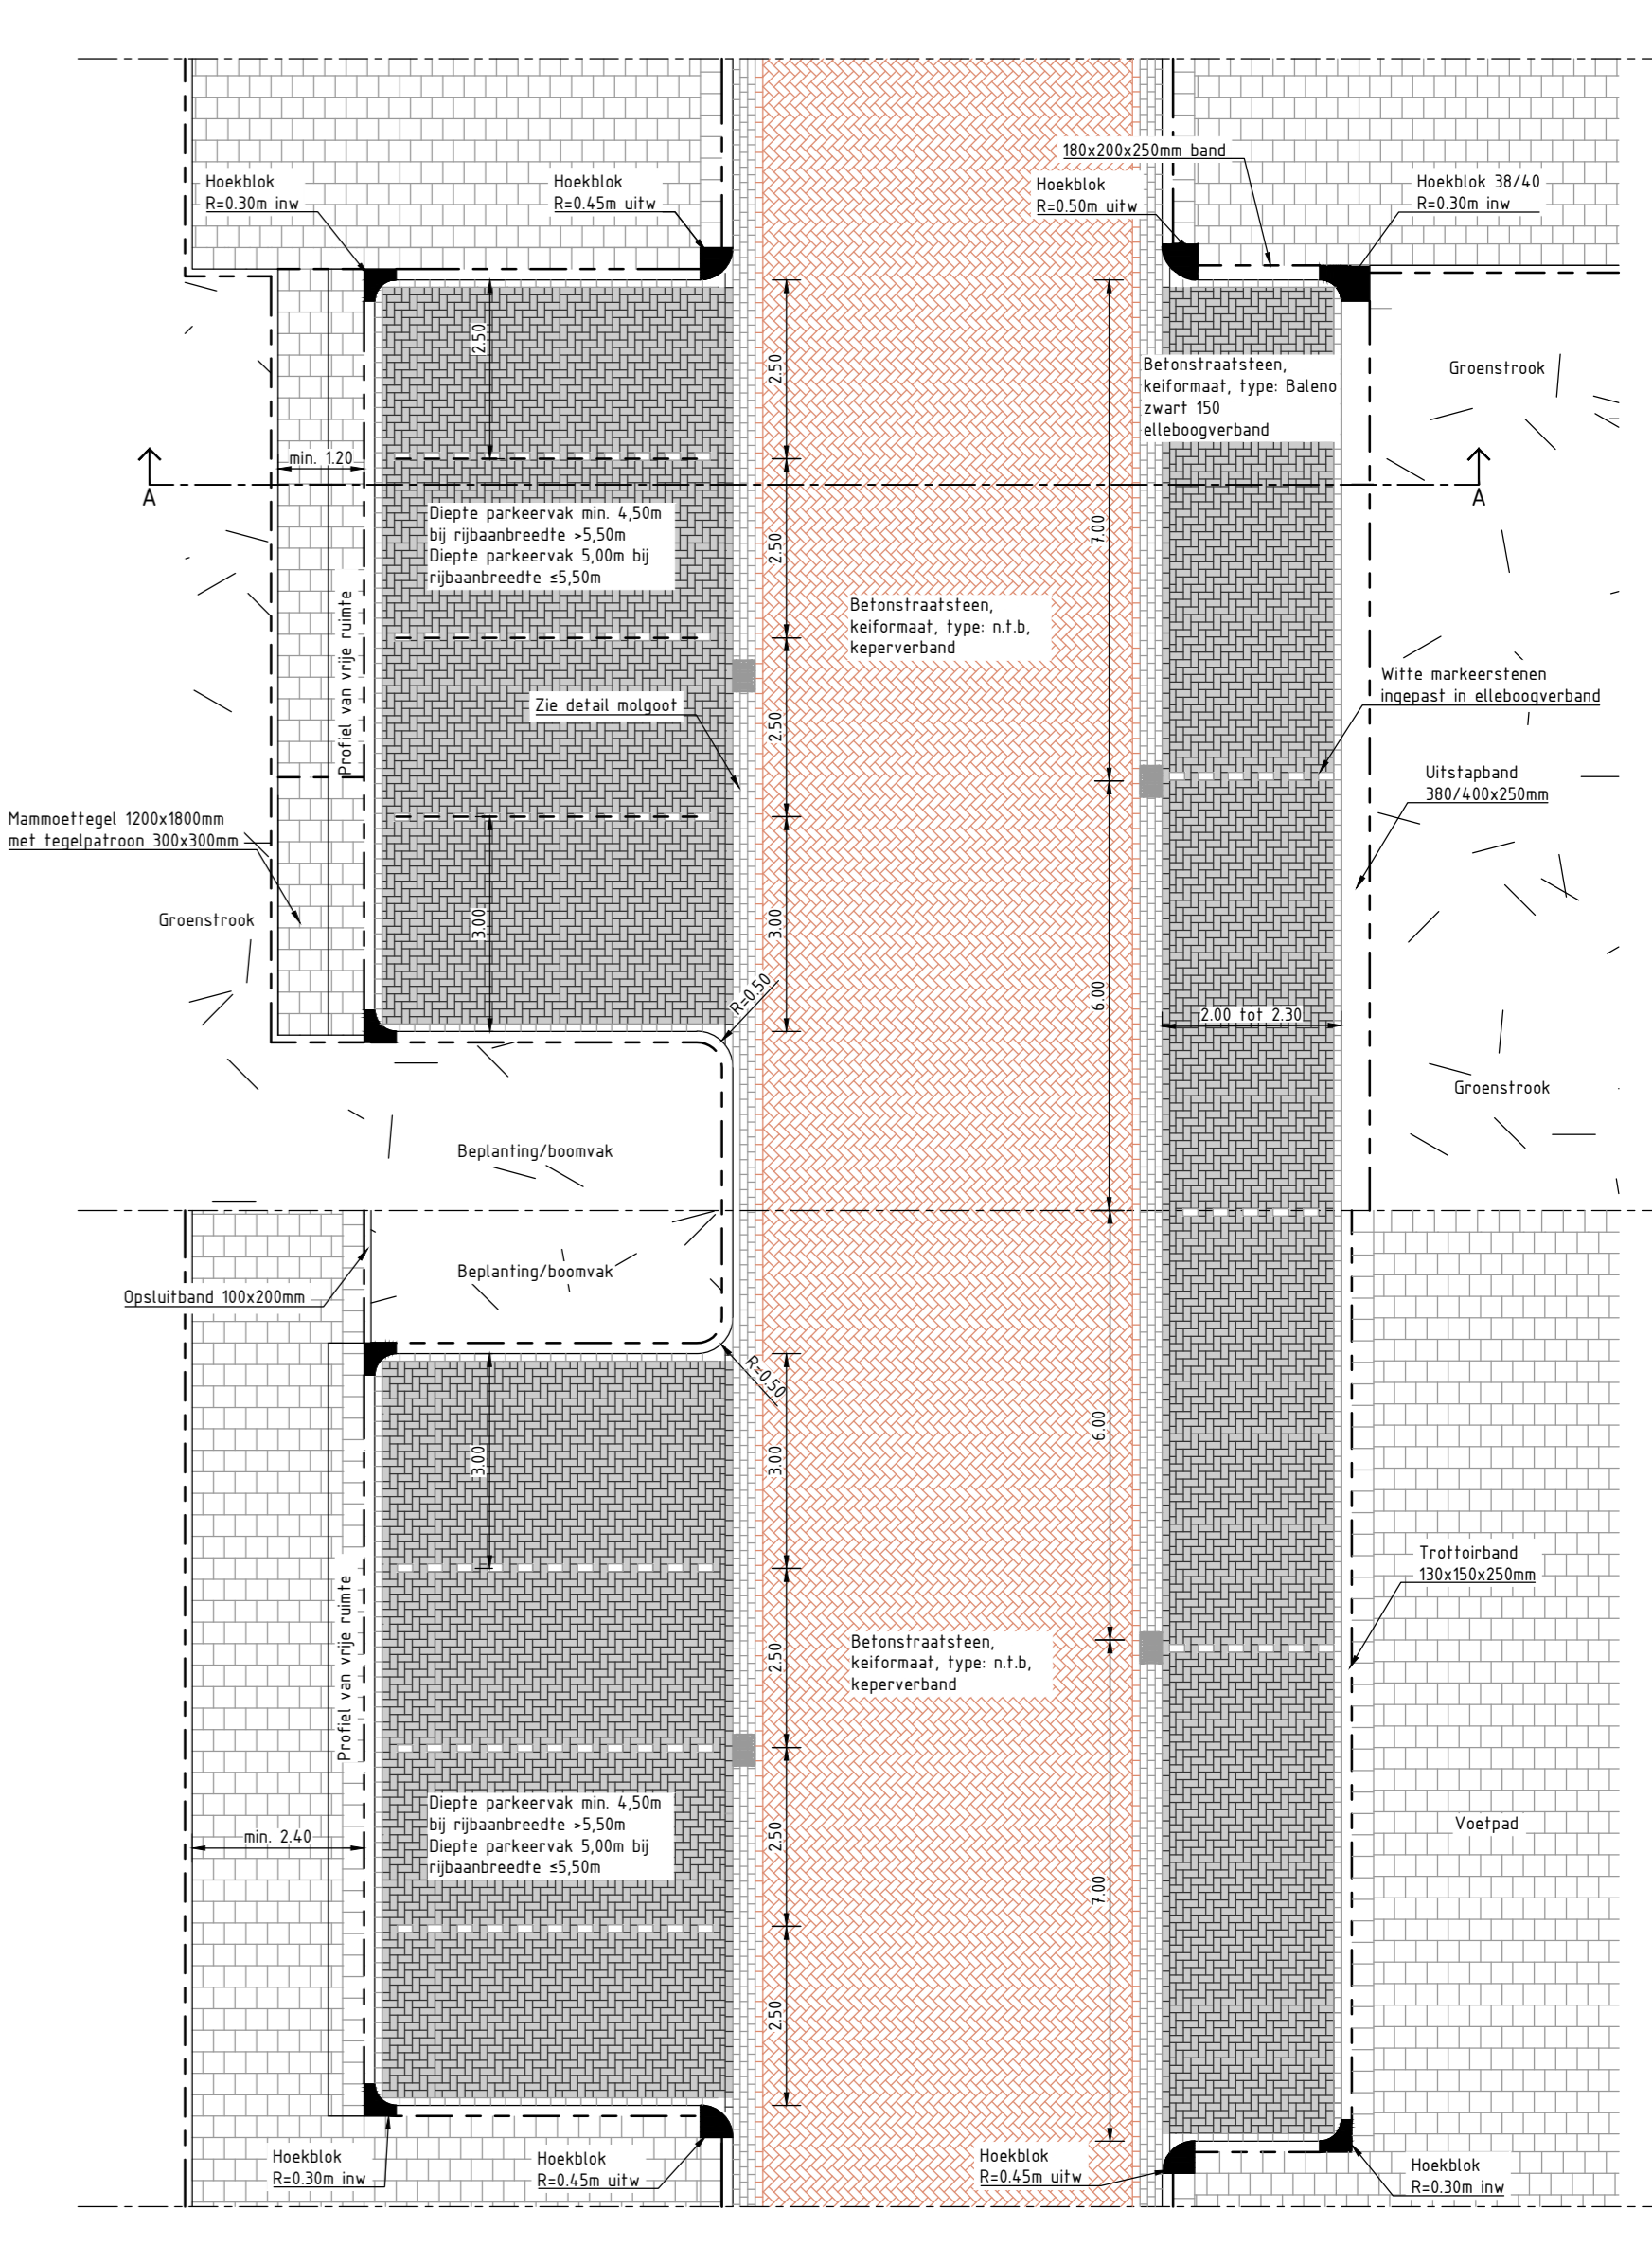 180x200x250mm band
Hoekblok
R=0.30m inw
Hoekblok
R=0.45m uitw
Hoekblok
R=0.50m uitw
Hoekblok 38/40
R=0.30m inw
2.50
2.50
Betonstraatsteen,
keiformaat, type: Baleno
zwart 150
elleboogverband
Groenstrook
min. 1.20
A
A
Diepte parkeervak min. 4,50m
bij rijbaanbreedte >5,50m
Diepte parkeervak 5,00m bij
rijbaanbreedte ≤5,50m
2.50
7.00
Profiel van vrije ruimte
Betonstraatsteen,
keiformaat, type: n.t.b,
keperverband
Zie detail molgoot
2.50
Witte markeerstenen
ingepast in elleboogverband
Uitstapband
380/400x250mm
Mammoettegel 1200x1800mm
met tegelpatroon 300x300mm
Groenstrook
3.00
3.00
R=0.50
6.00
2.00 tot 2.30
Groenstrook
Beplanting/boomvak
Beplanting/boomvak
Opsluitband 100x200mm
R=0.50
3.00
3.00
6.00
Trottoirband
130x150x250mm
Profiel van vrije ruimte
2.50
Betonstraatsteen,
keiformaat, type: n.t.b,
keperverband
min. 2.40
Diepte parkeervak min. 4,50m
bij rijbaanbreedte >5,50m
Diepte parkeervak 5,00m bij
rijbaanbreedte ≤5,50m
2.50
7.00
Voetpad
2.50
Hoekblok
R=0.30m inw
Hoekblok
R=0.45m uitw
Hoekblok
R=0.45m uitw
Hoekblok
R=0.30m inw